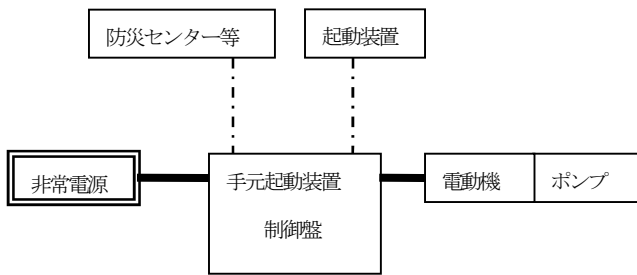 防災センター等
起動装置
非常電源
手元起動装置
制御盤
電動機
ポンプ